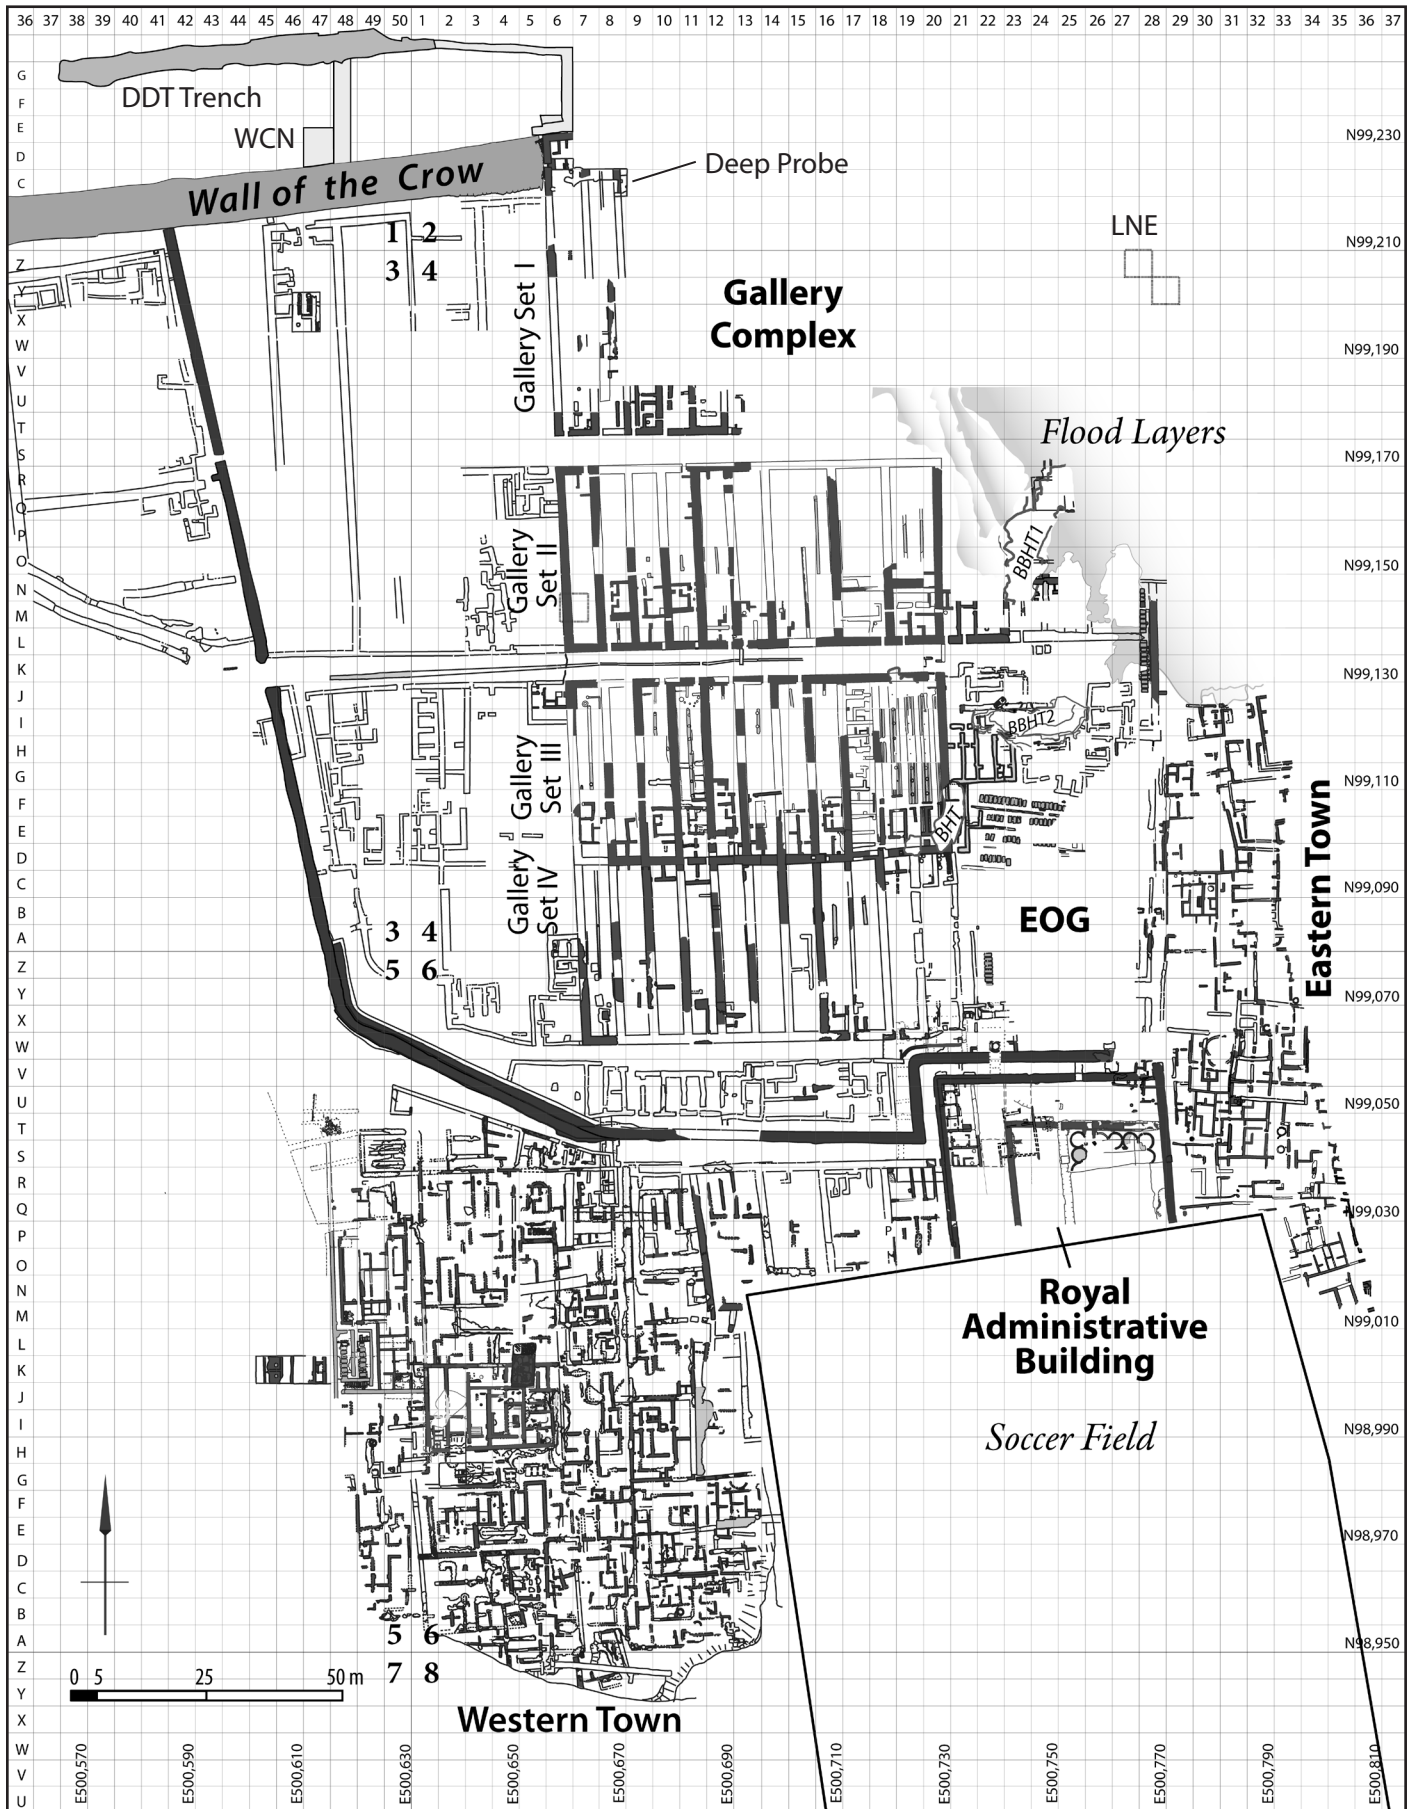 36 37 38 39 40 41 42 43 44 45 46 47 48 49 50 1 2 3 4 5 6 7 8 9 10 11 12 13 14 15 16 17 18 19 20 21 22 23 24 25 26 27 28 29 30 31 32 33 34 35 36 37
G
DDT Trench
F
E
WCN
N99,230
D
Deep Probe
C
Wall of the Crow
LNE
1 2
N99,210
3 4
Z
Y
Gallery Set I
Gallery
Complex
X
W
N99,190
V
U
T
Flood Layers
S
N99,170
R
Q
P
BBHT1
O
Gallery
Set II
N99,150
N
M
L
K
N99,130
J
I
BBHT2
H
Gallery
Set III
G
N99,110
F
E
BHT
D
C
Gallery
Set IV
N99,090
B
EOG
Eastern Town
A
3 4
Z
5 6
Y
N99,070
X
W
V
U
N99,050
T
S
R
Q
N99,030
P
P
N
O
N
Royal
Administrative
Building
M
N99,010
L
K
J
I
Soccer Field
N98,990
H
G
F
E
N98,970
D
C
B
5 6
A
N98,950
Z
7 8
0 5 25 50 m
Y
X
Western Town
W
V
U
E500,570 E500,590 E500,610 E500,630 E500,650 E500,670 E500,690 E500,710 E500,730 E500,750 E500,770 E500,790 E500,810